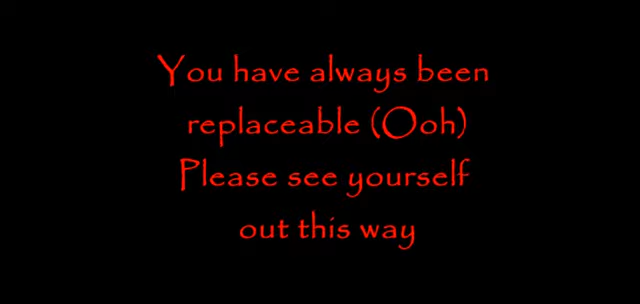 You have always been
replaceable (Ooh)
Please see yourself
out this way